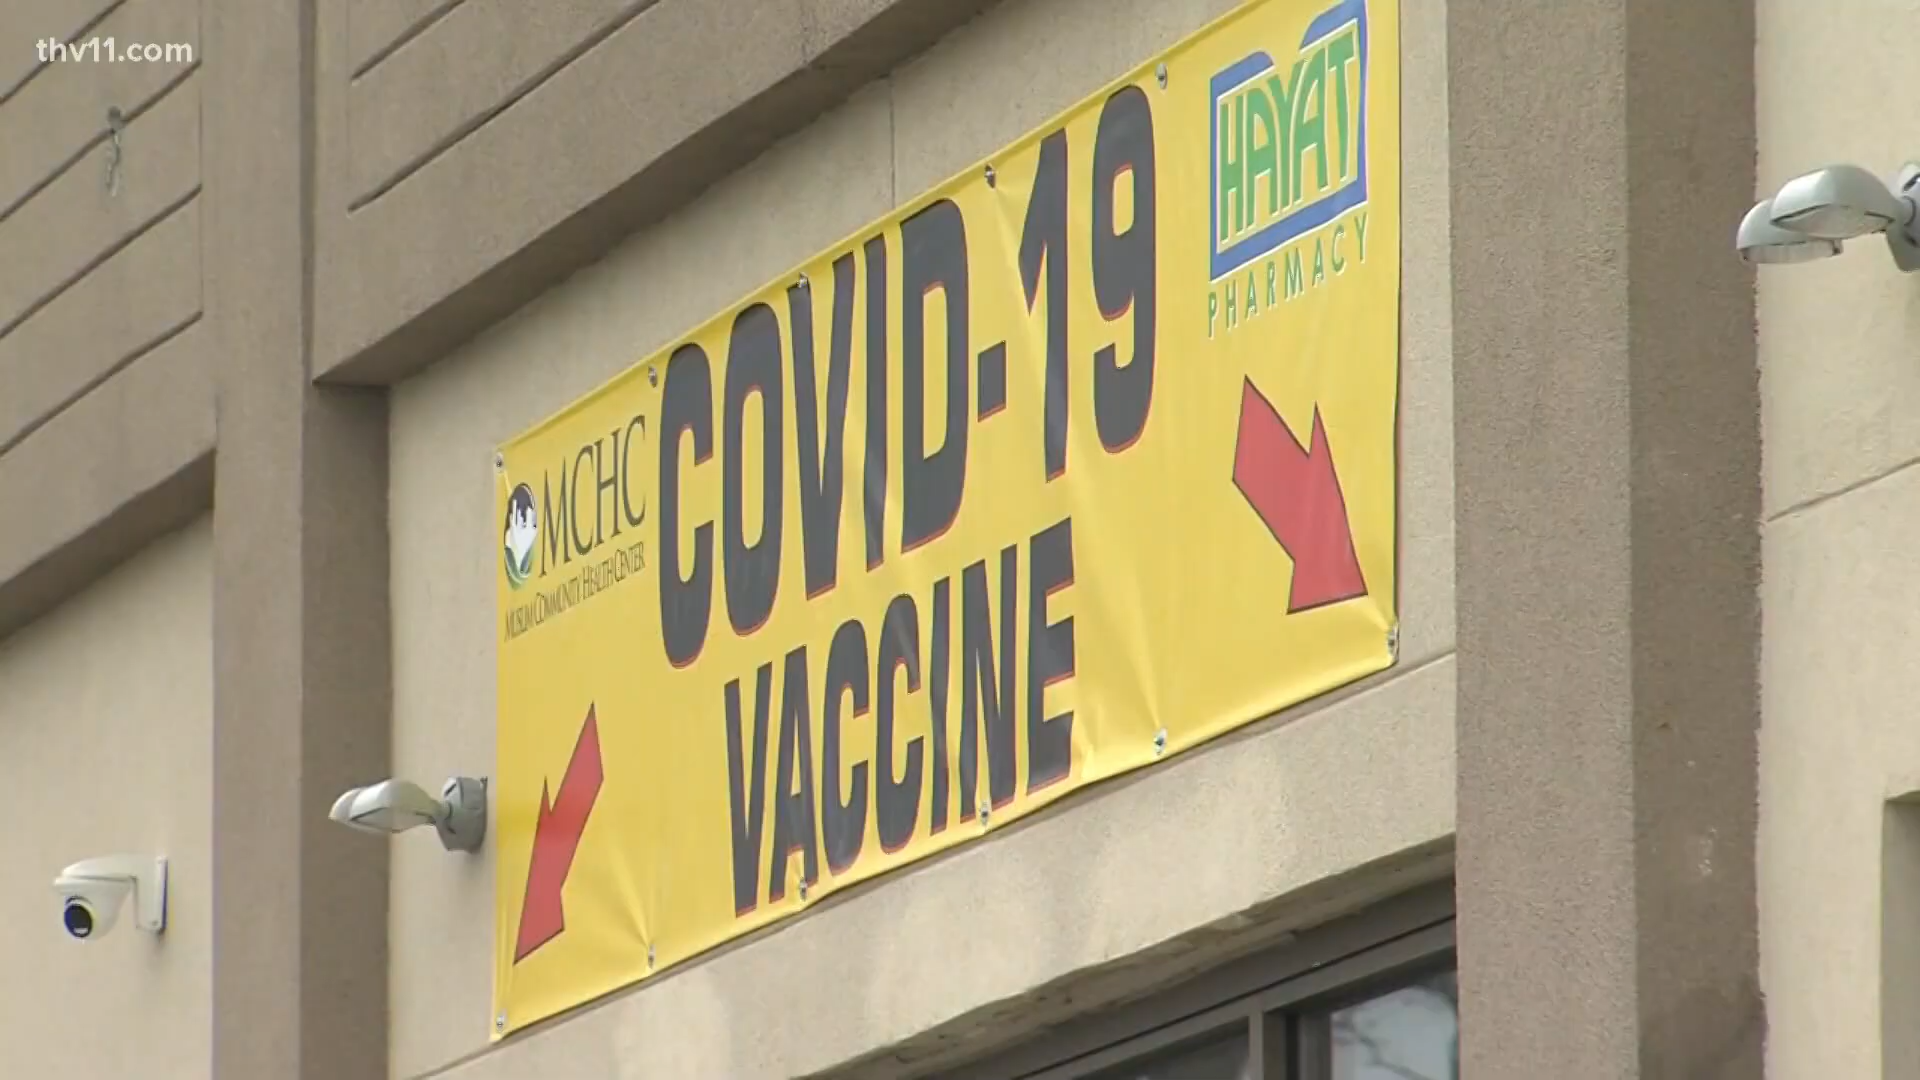 thv11.com
MCHC
MUSLIM COMMUNITY HEALTH CENTER
COVID-19
VACCINE
HAYAT
PHARMACY